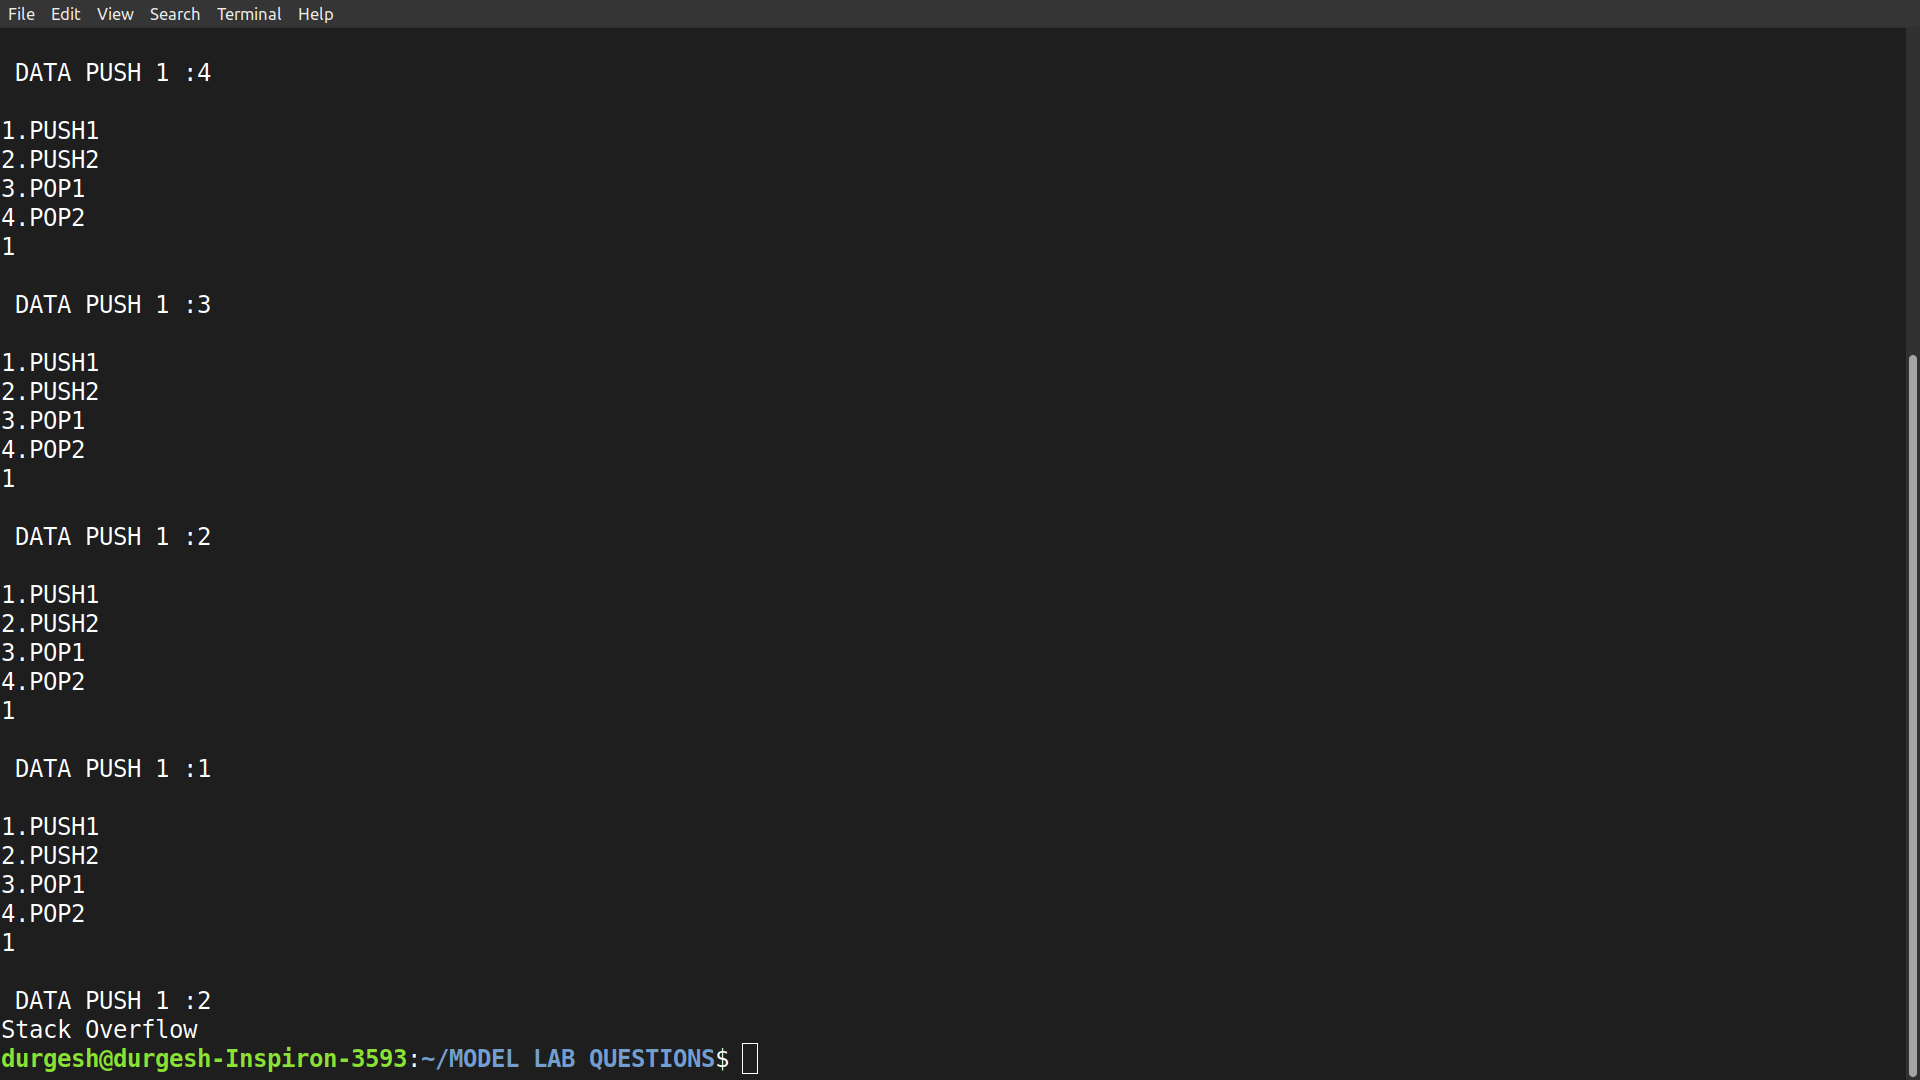 File Edit View Search Terminal Help
DATA PUSH 1 :4
1.PUSH1
2.PUSH2
3.POP1
4.POP2
1
DATA PUSH 1 :3
1.PUSH1
2.PUSH2
3.POP1
4.POP2
1
DATA PUSH 1 :2
1.PUSH1
2.PUSH2
3.POP1
4.POP2
1
DATA PUSH 1 :1
1.PUSH1
2.PUSH2
3.POP1
4.POP2
1
DATA PUSH 1 :2
Stack Overflow
durgesh@durgesh-Inspiron-3593:~/MODEL LAB QUESTIONS$